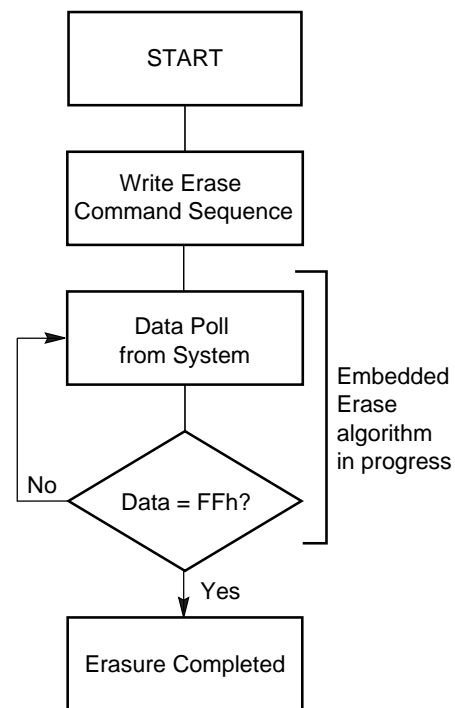 START
Write Erase
Command Sequence
Data Poll
from System
Embedded
Erase
algorithm
in progress
No
Data = FFh?
Yes
Erasure Completed